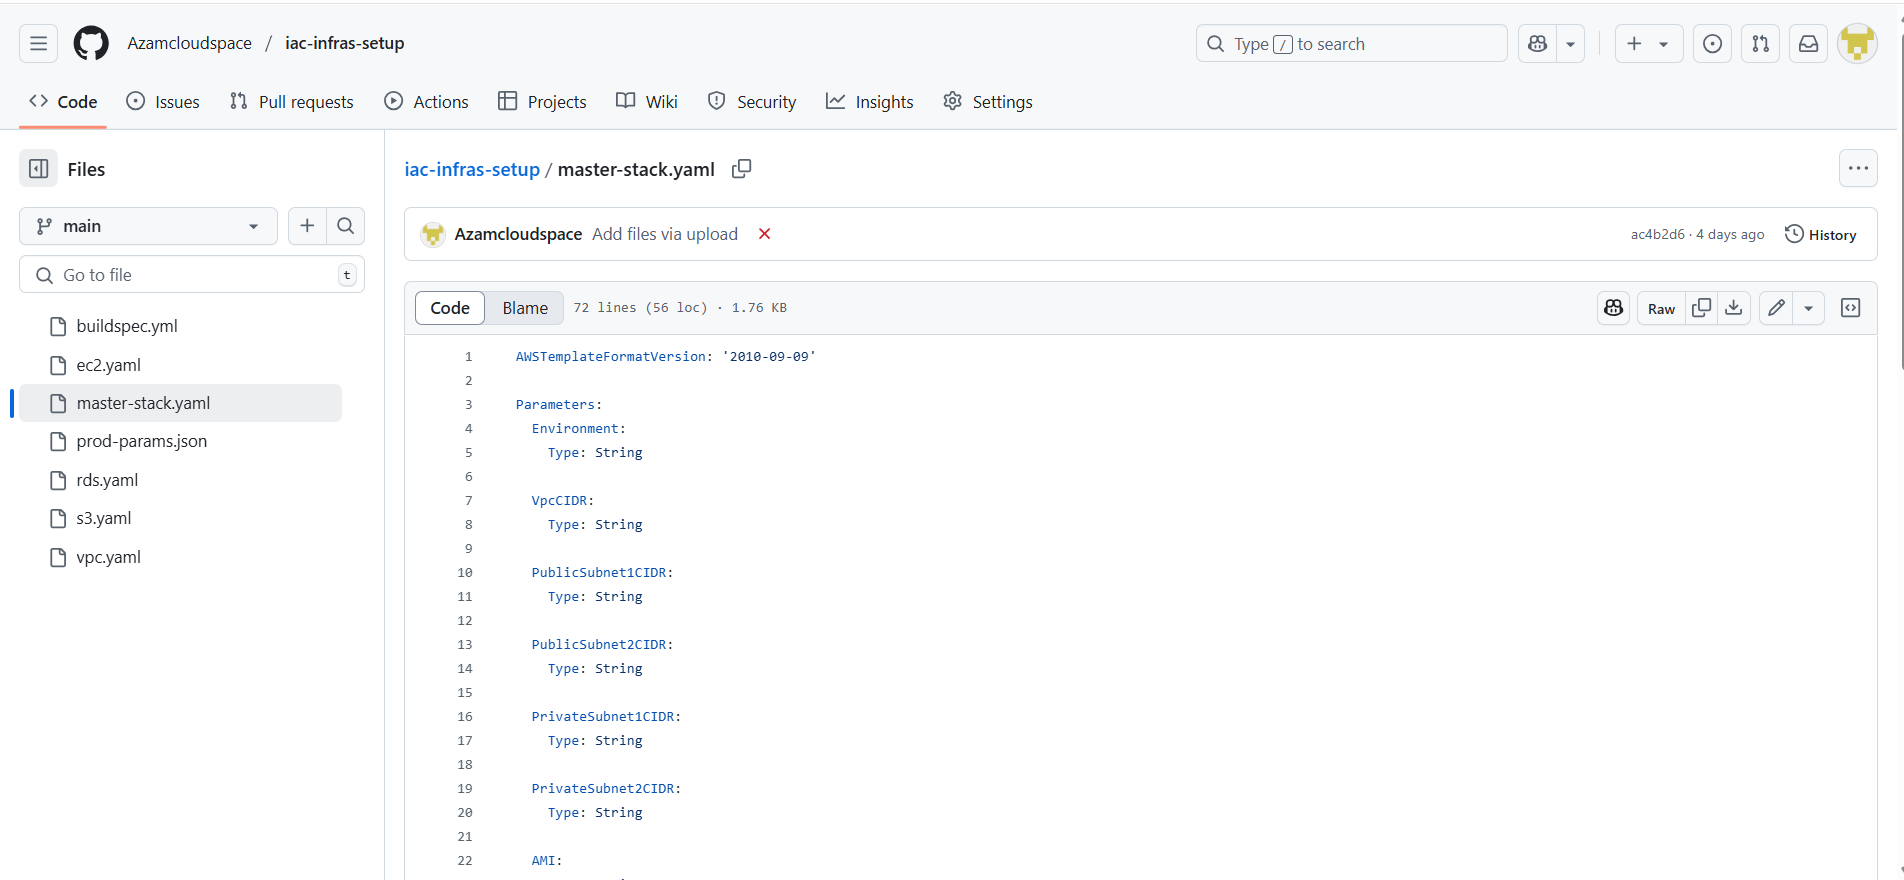 Azamcloudspace / iac-infras-setup
Type / to search
Code
Issues
Pull requests
Actions
Projects
Wiki
Security
Insights
Settings
Files
main
Go to file
t
buildspec.yml
ec2.yaml
master-stack.yaml
prod-params.json
rds.yaml
s3.yaml
vpc.yaml
iac-infras-setup / master-stack.yaml
Azamcloudspace Add files via upload
ac4b2d6 · 4 days ago
History
Code
Blame
72 lines (56 loc) · 1.76 KB
Raw
1 AWSTemplateFormatVersion: '2010-09-09'
2
3 Parameters:
4 Environment:
5 Type: String
6
7 VpcCIDR:
8 Type: String
9
10 PublicSubnet1CIDR:
11 Type: String
12
13 PublicSubnet2CIDR:
14 Type: String
15
16 PrivateSubnet1CIDR:
17 Type: String
18
19 PrivateSubnet2CIDR:
20 Type: String
21
22 AMI: